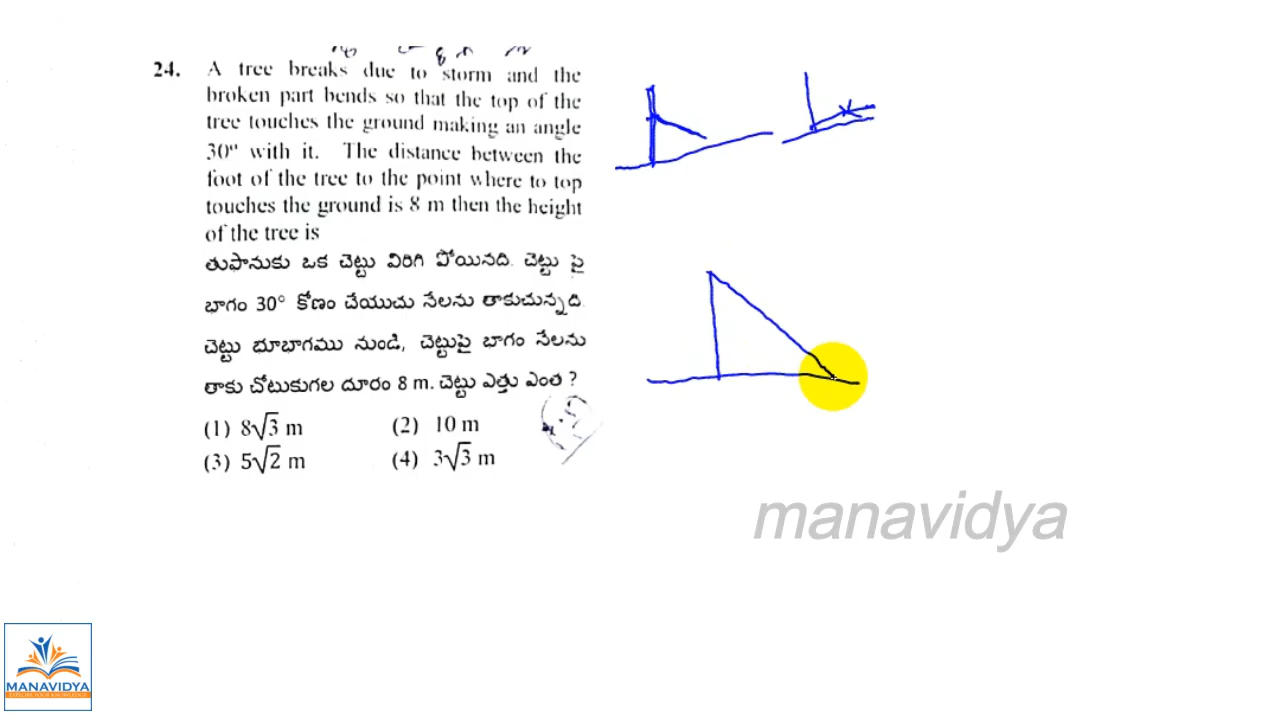 24. A tree breaks due to storm and the
broken part bends so that the top of the
tree touches the ground making an angle
30° with it. The distance between the
foot of the tree to the point where to top
touches the ground is 8 m then the height
of the tree is
తుఫానుకు ఒక చెట్టు విరిగి పోయినది. చెట్టు పై
భాగం 30° కోణం చేయుచు నేలను తాకుచున్నది.
చెట్టు భూభాగము నుండి, చెట్టుపై భాగం నేలను
తాకు చోటుకుగల దూరం 8 m. చెట్టు ఎత్తు ఎంత ?
(1) 8√3 m (2) 10 m
(3) 5√2 m (4) 3√3 m
manavidya
MANAVIDYA